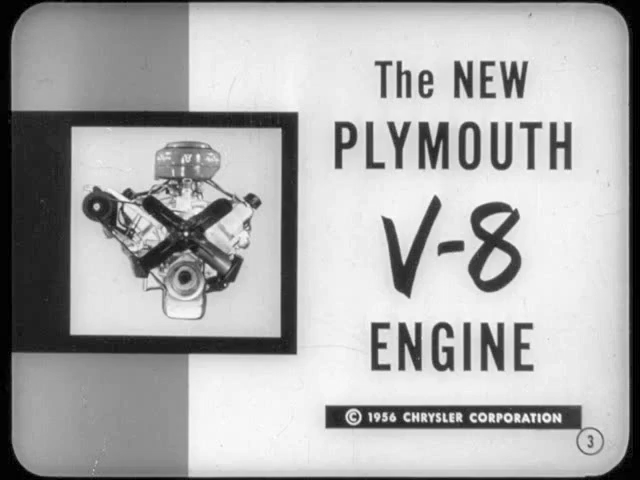 The NEW
PLYMOUTH
V-8
ENGINE
© 1956 CHRYSLER CORPORATION
3